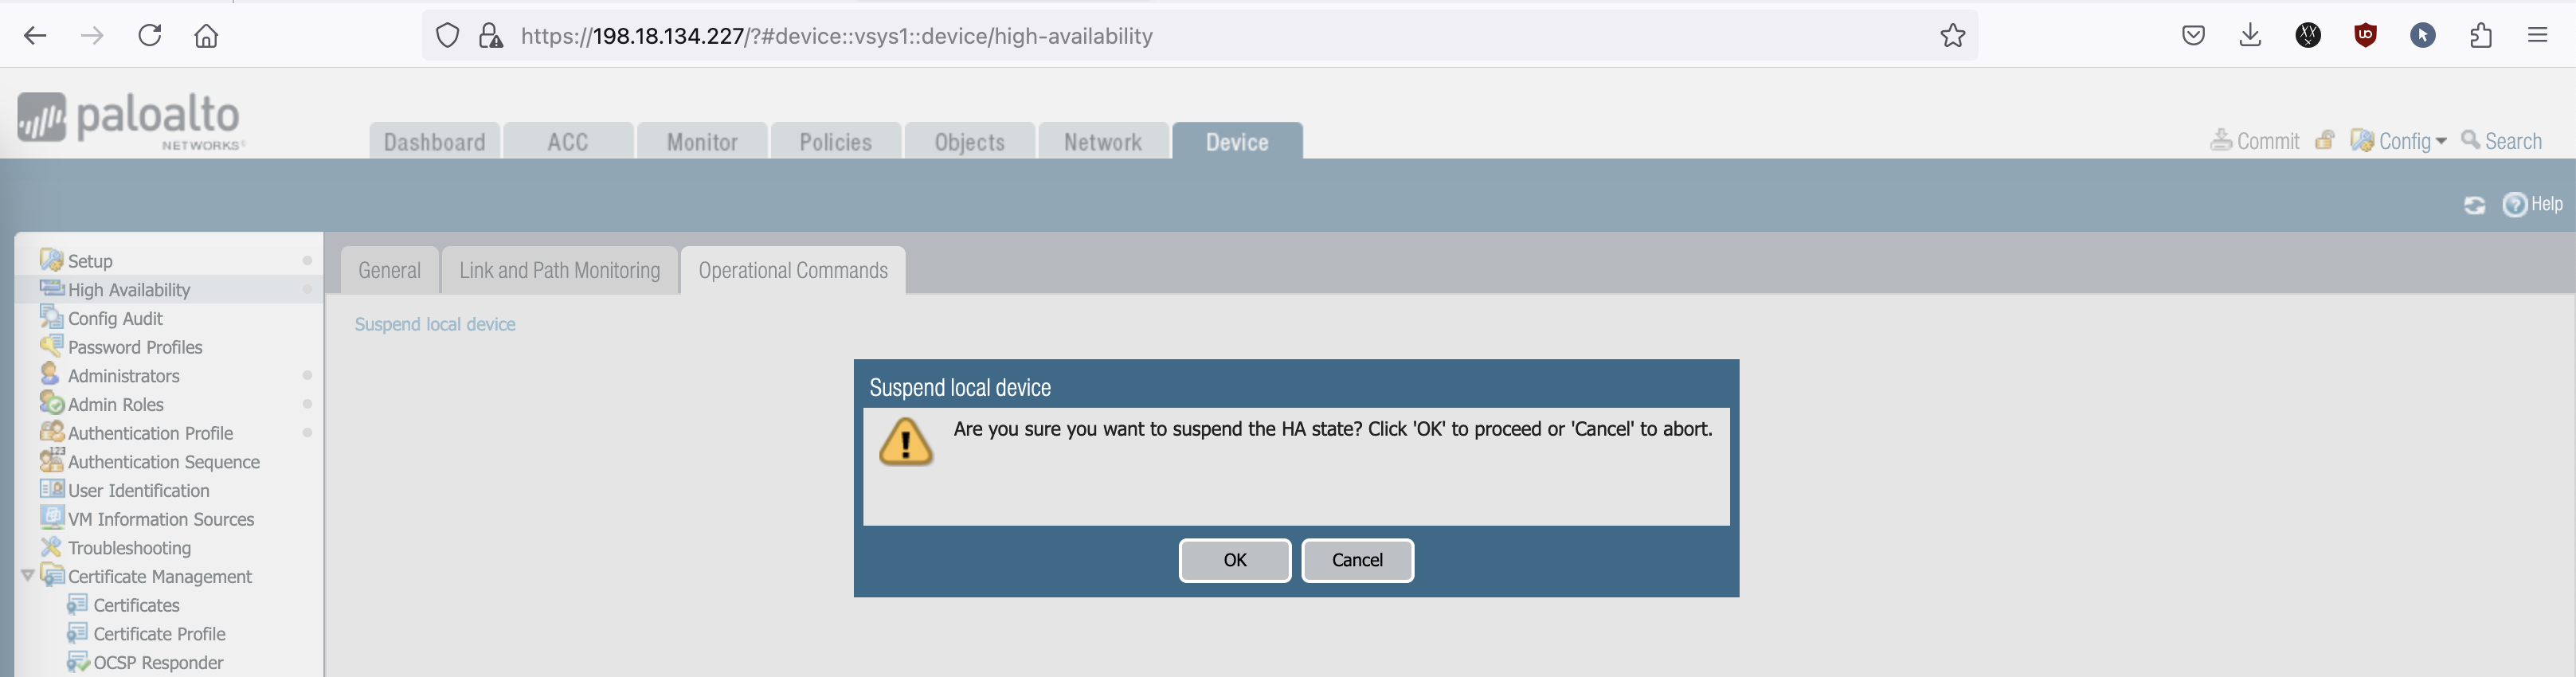 https://198.18.134.227/?#device::vsys1::device/high-availability
paloalto
NETWORKS®
Dashboard
ACC
Monitor
Policies
Objects
Network
Device
Commit
Config
Search
Help
Setup
High Availability
Config Audit
Password Profiles
Administrators
Admin Roles
Authentication Profile
Authentication Sequence
User Identification
VM Information Sources
Troubleshooting
Certificate Management
Certificates
Certificate Profile
OCSP Responder
General
Link and Path Monitoring
Operational Commands
Suspend local device
Suspend local device
Are you sure you want to suspend the HA state? Click 'OK' to proceed or 'Cancel' to abort.
OK
Cancel